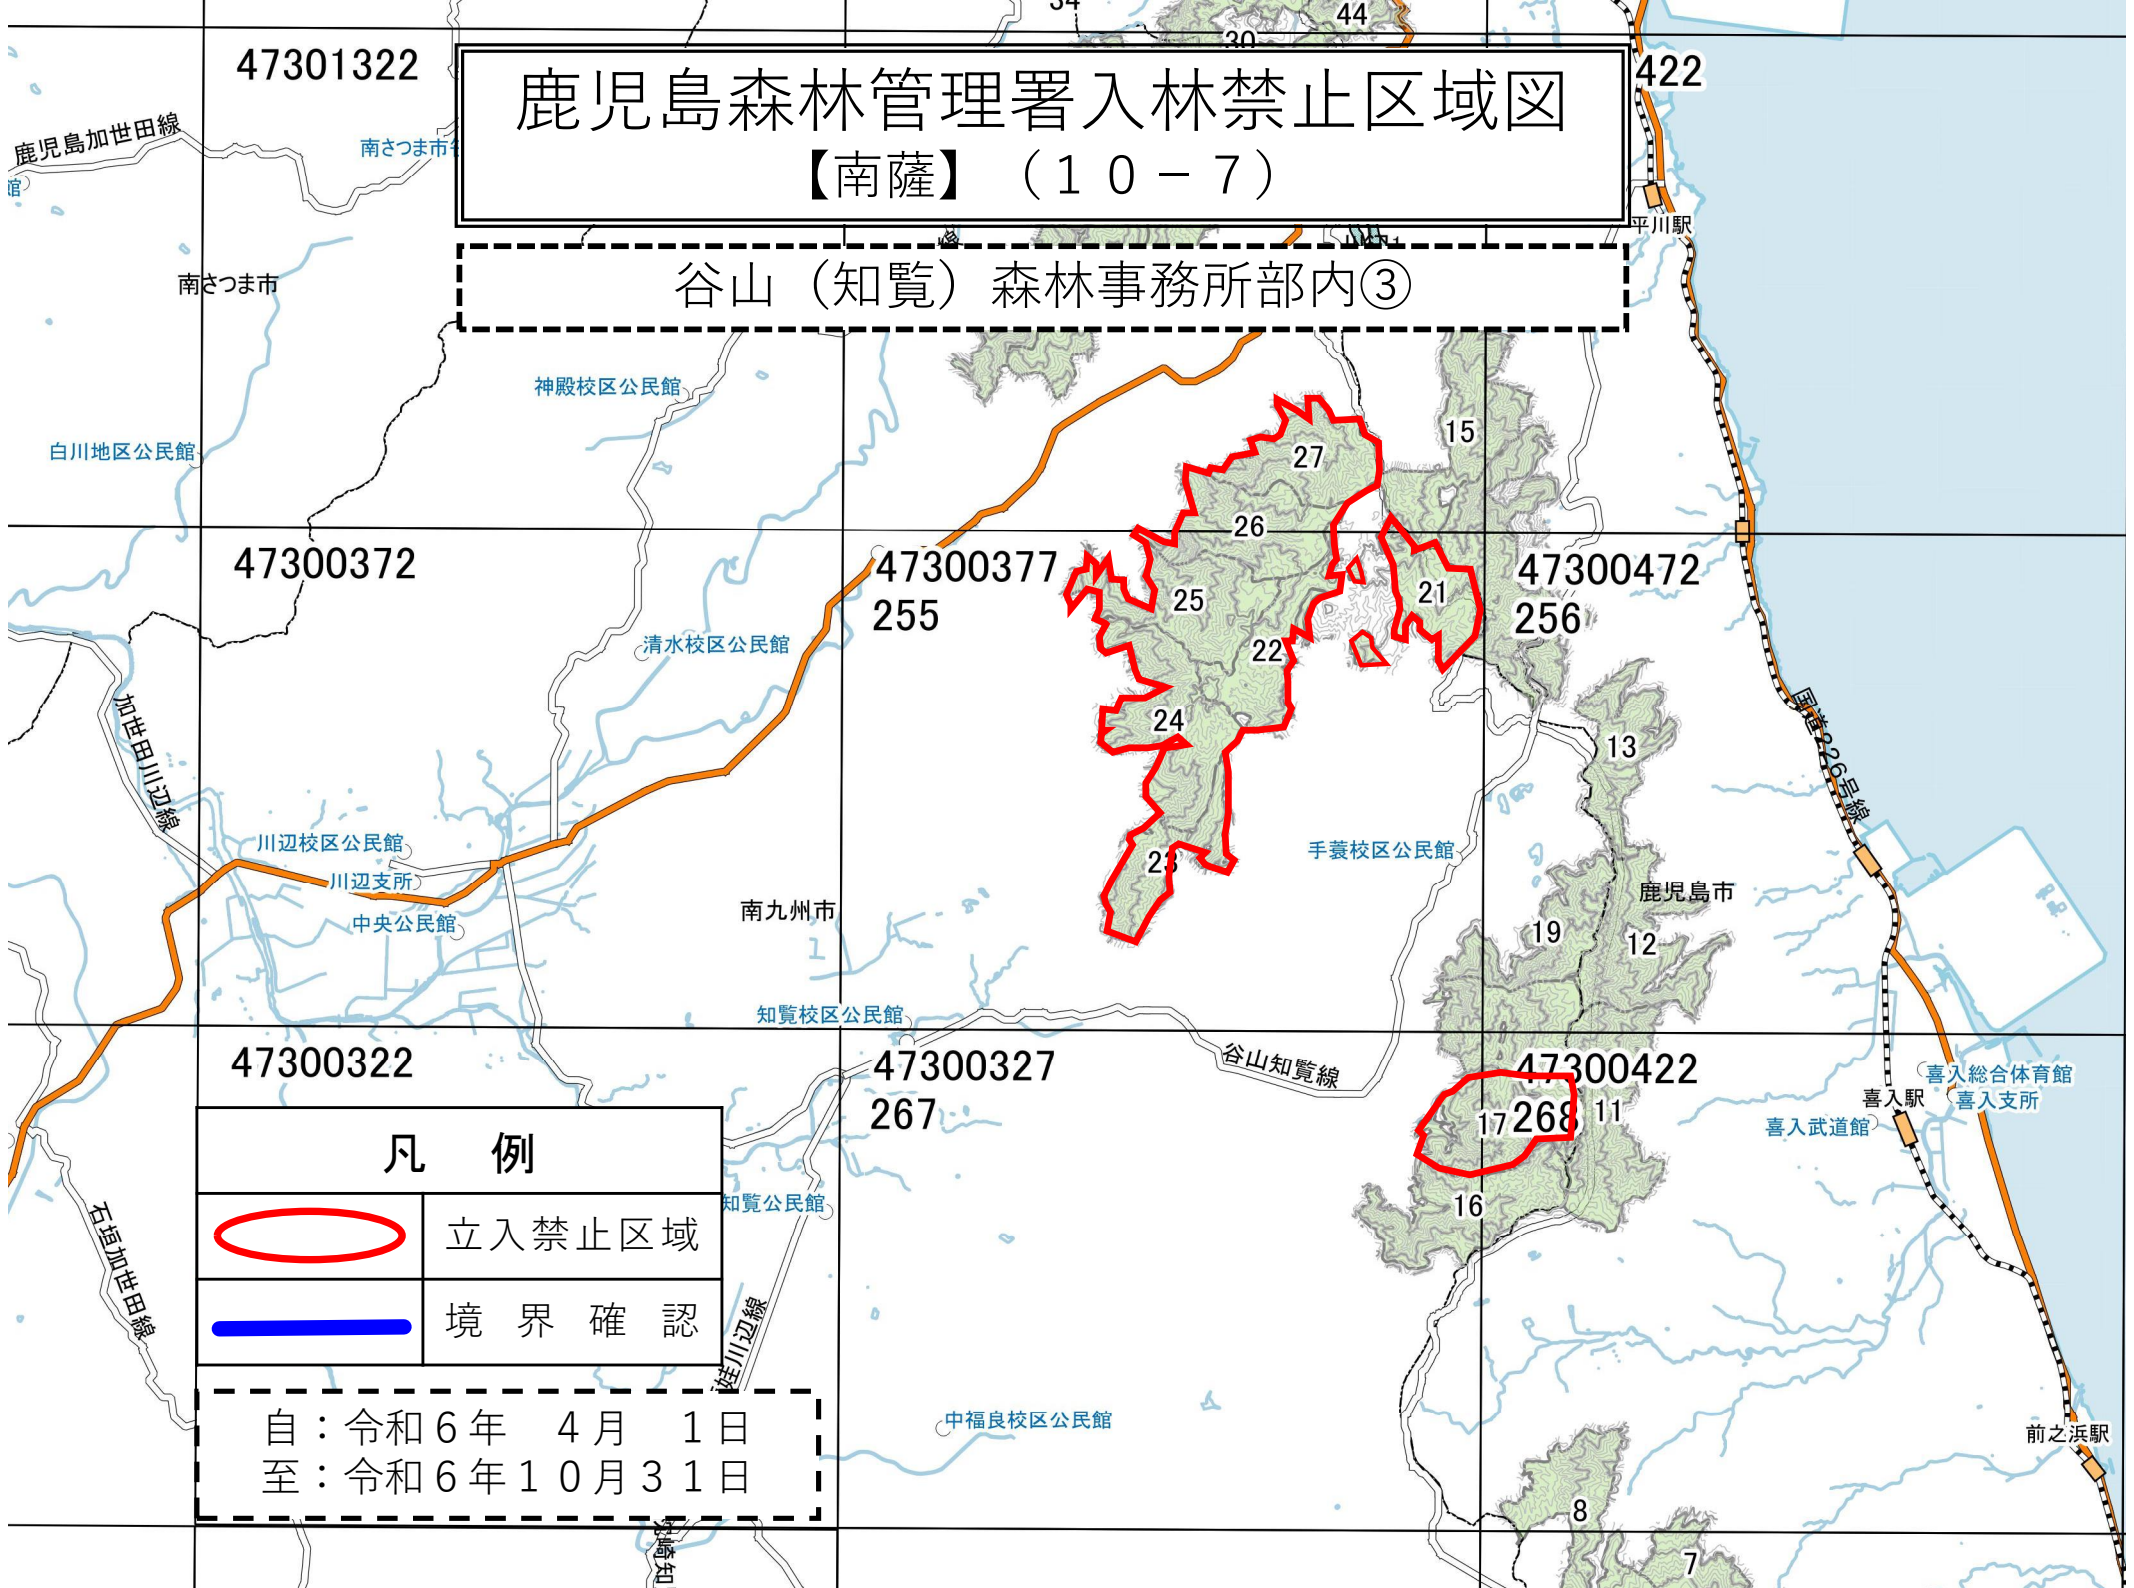 34
44
30
47301322
鹿児島森林管理署入林禁止区域図
422
【南薩】（１０－７）
鹿児島加世田線
南さつま市
館
平川駅
線
谷山（知覧）森林事務所部内③
南さつま市
神殿校区公民館
15
白川地区公民館
27
26
47300372
47300377
255
47300472
256
25
21
22
清水校区公民館
24
13
加世田川辺線
国道226号線
川辺校区公民館
手蓑校区公民館
23
川辺支所
鹿児島市
南九州市
中央公民館
19
12
知覧校区公民館
47300322
47300327
267
谷山知覧線
47300422
268
17
11
喜入総合体育館
喜入駅
喜入支所
喜入武道館
凡 例
立入禁止区域
境界確認
知覧公民館
16
石垣加世田線
娃川辺線
自：令和６年　４月　１日
至：令和６年１０月３１日
中福良校区公民館
前之浜駅
8
7
崎知